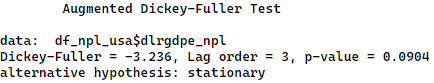 Augmented Dickey-Fuller Test
data:  df_npl_usa$dlrgdpe_npl
Dickey-Fuller = -3.236, Lag order = 3, p-value = 0.0904
alternative hypothesis: stationary